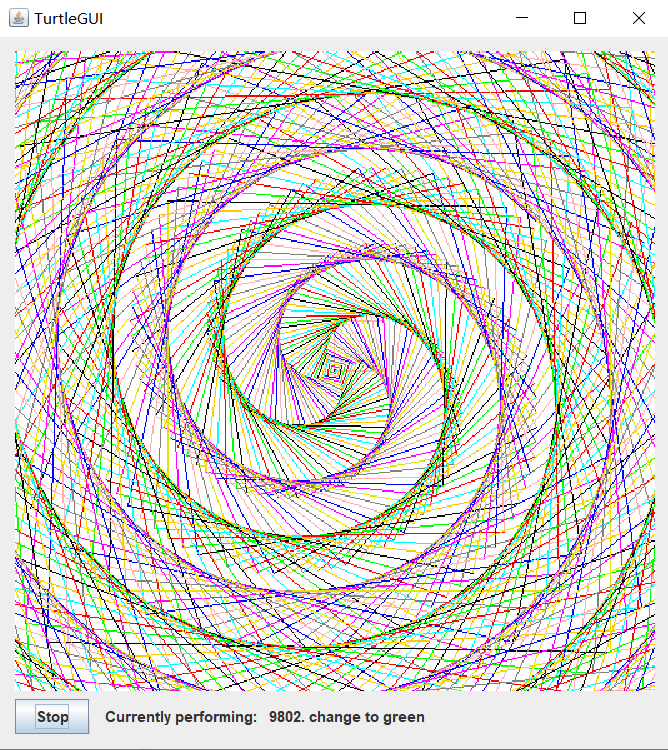 TurtleGUI
Stop
Currently performing: 9802. change to green